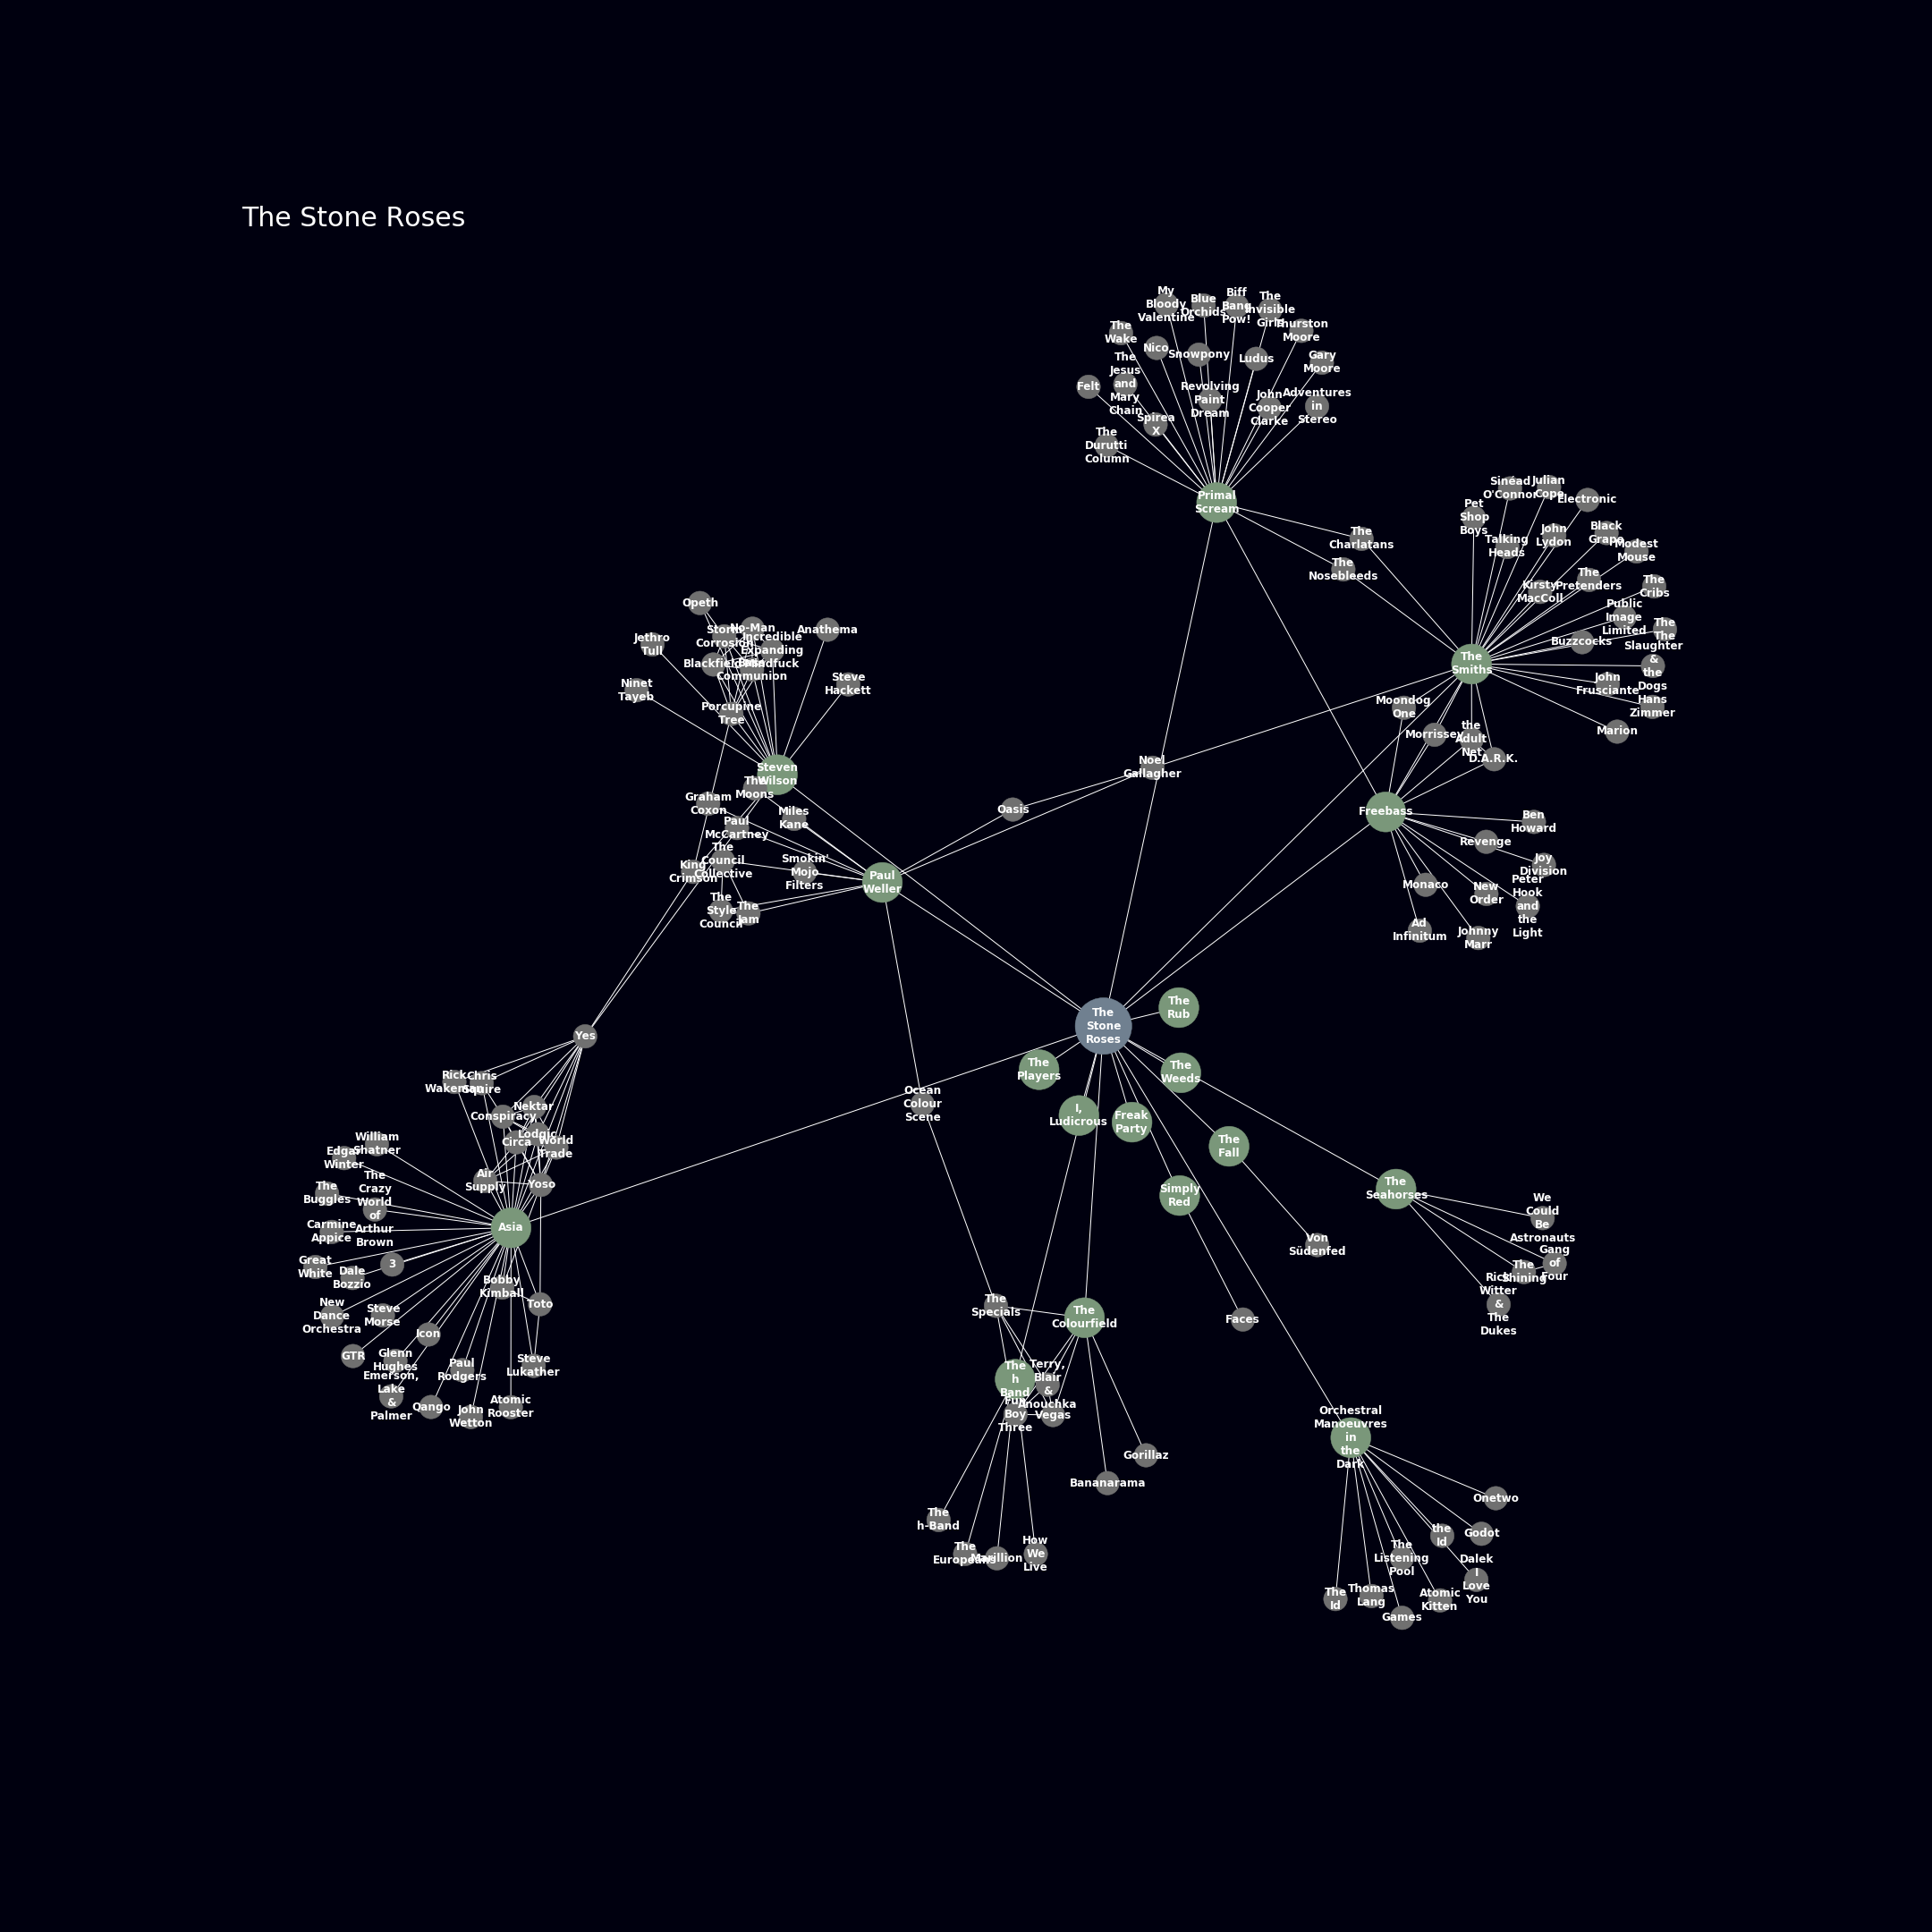 The Stone Roses
My
Bloody
Valentine
Blue
Orchids
Biff
Bang
Pow!
The
Invisible
Girls
Thurston
Moore
The
Wake
Nico
Snowpony
Ludus
Gary
Moore
Felt
The
Jesus
and
Mary
Chain
Revolving
Paint
Dream
John
Cooper
Clarke
Adventures
in
Stereo
Spirea
X
The
Durutti
Column
Primal
Scream
The
Charlatans
The
Nosebleeds
Pet
Shop
Boys
Sinéad
O'Connor
Julian
Cope
Electronic
Talking
Heads
John
Lydon
Black
Grape
Modest
Mouse
Kirsty
MacColl
The
Pretenders
The
Cribs
Public
Image
Limited
The
The
Buzzcocks
Slaughter
&
the
Dogs
The
Smiths
John
Frusciante
Hans
Zimmer
Marion
Moondog
One
Morrissey
the
Adult
Net
D.A.R.K.
Freebass
Ben
Howard
Revenge
Joy
Division
Monaco
New
Order
Peter
Hook
and
the
Light
Ad
Infinitum
Johnny
Marr
Opeth
Jethro
Tull
Storm
Corrosion
No-Man
Incredible
Expanding
Mindfuck
Anathema
Blackfield
Communion
Ninet
Tayeb
Steve
Hackett
Porcupine
Tree
Steven
Wilson
The
Moons
Graham
Coxon
Miles
Kane
Paul
McCartney
The
Council
Collective
King
Crimson
Smokin'
Mojo
Filters
The
Style
Council
The
Jam
Paul
Weller
Noel
Gallagher
Oasis
The
Stone
Roses
The
Rub
The
Players
The
Weeds
I,
Ludicrous
Freak
Party
The
Fall
Simply
Red
Von
Südenfed
Faces
The
Seahorses
We
Could
Be
Astronauts
Gang
of
Four
The
Shining
Rick
Witter
&
The
Dukes
Ocean
Colour
Scene
Yes
Rick
Wakeman
Chris
Squire
Nektar
Conspiracy
Lodgic
Circa
World
Trade
Air
Supply
Yoso
William
Shatner
Edgar
Winter
The
Buggles
The
Crazy
World
of
Arthur
Brown
Carmine
Appice
Asia
Great
White
Dale
Bozzio
3
Bobby
Kimball
Toto
New
Dance
Orchestra
Steve
Morse
Icon
GTR
Glenn
Hughes
Emerson,
Lake
&
Palmer
Paul
Rodgers
Steve
Lukather
Qango
John
Wetton
Atomic
Rooster
The
Specials
The
Colourfield
The
h
Band
Terry,
Blair
&
Anouchka
Fun
Boy
Three
Vegas
Gorillaz
Bananarama
The
h-Band
The
Europeans
Marillion
How
We
Live
Orchestral
Manoeuvres
in
the
Dark
Onetwo
the
Id
Godot
The
Listening
Pool
Dalek
I
Love
You
The
Id
Thomas
Lang
Games
Atomic
Kitten